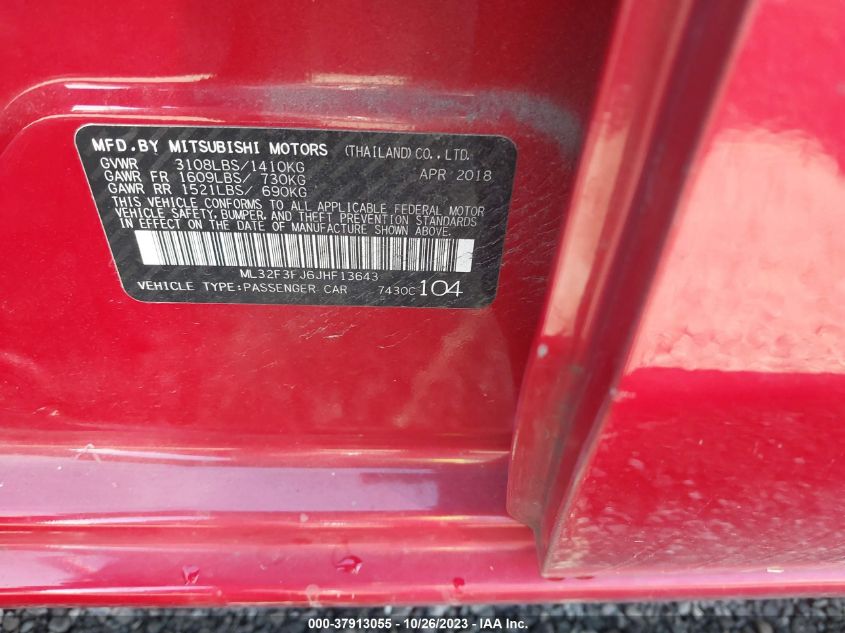 MFD.BY MITSUBISHI MOTORS (THAILAND) CO.,LTD.
GVWR 3108LBS/1410KG
GAWR FR 1609LBS/ 730KG APR 2018
GAWR RR 1521LBS/ 690KG
THIS VEHICLE CONFORMS TO ALL APPLICABLE FEDERAL MOTOR
VEHICLE SAFETY, BUMPER, AND THEFT PREVENTION STANDARDS
IN EFFECT ON THE DATE OF MANUFACTURE SHOWN ABOVE.
ML32F3FJ6JHF13643
VEHICLE TYPE:PASSENGER CAR 7430C 104
000-37913055 - 10/26/2023 - IAA Inc.